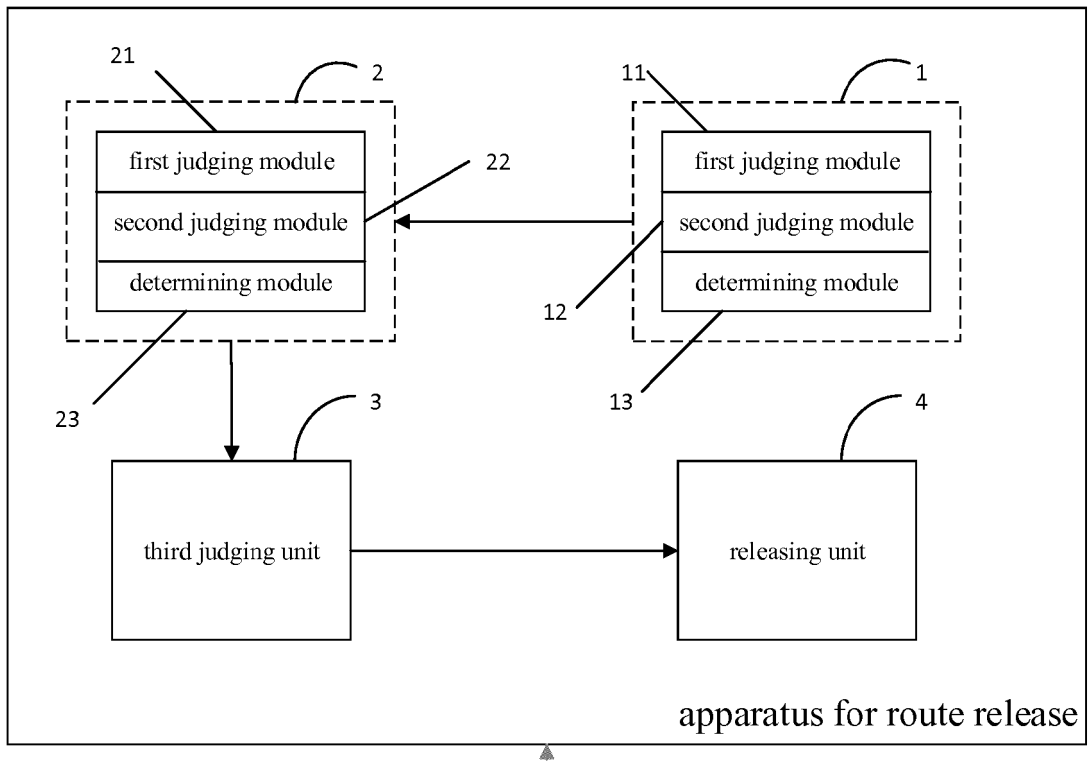 21
2
11
1
first judging module
22
first judging module
second judging module
second judging module
determining module
determining module
12
23
3
13
4
third judging unit
releasing unit
apparatus for route release